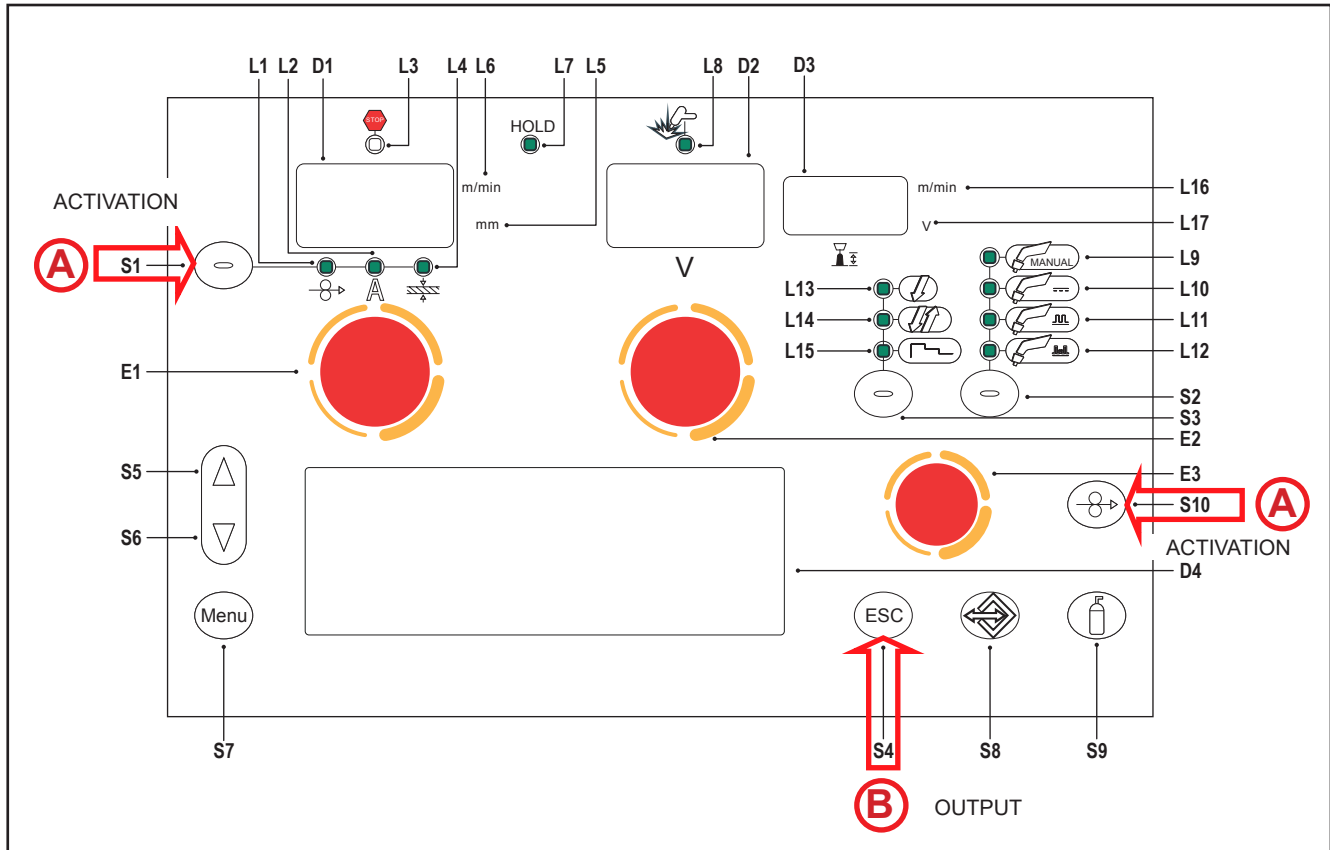 L1 L2 D1 L3 L4 L6 L7 L5 L8 D2 D3
STOP
HOLD
m/min
m/min
L16
ACTIVATION
mm
V
L17
A
S1
A
V
MANUAL
L9
L13
L10
L14
L11
L15
L12
E1
S2
S3
E2
S5
E3
S10
A
S6
ACTIVATION
D4
Menu
ESC
S7
S4
S8
S9
B
OUTPUT